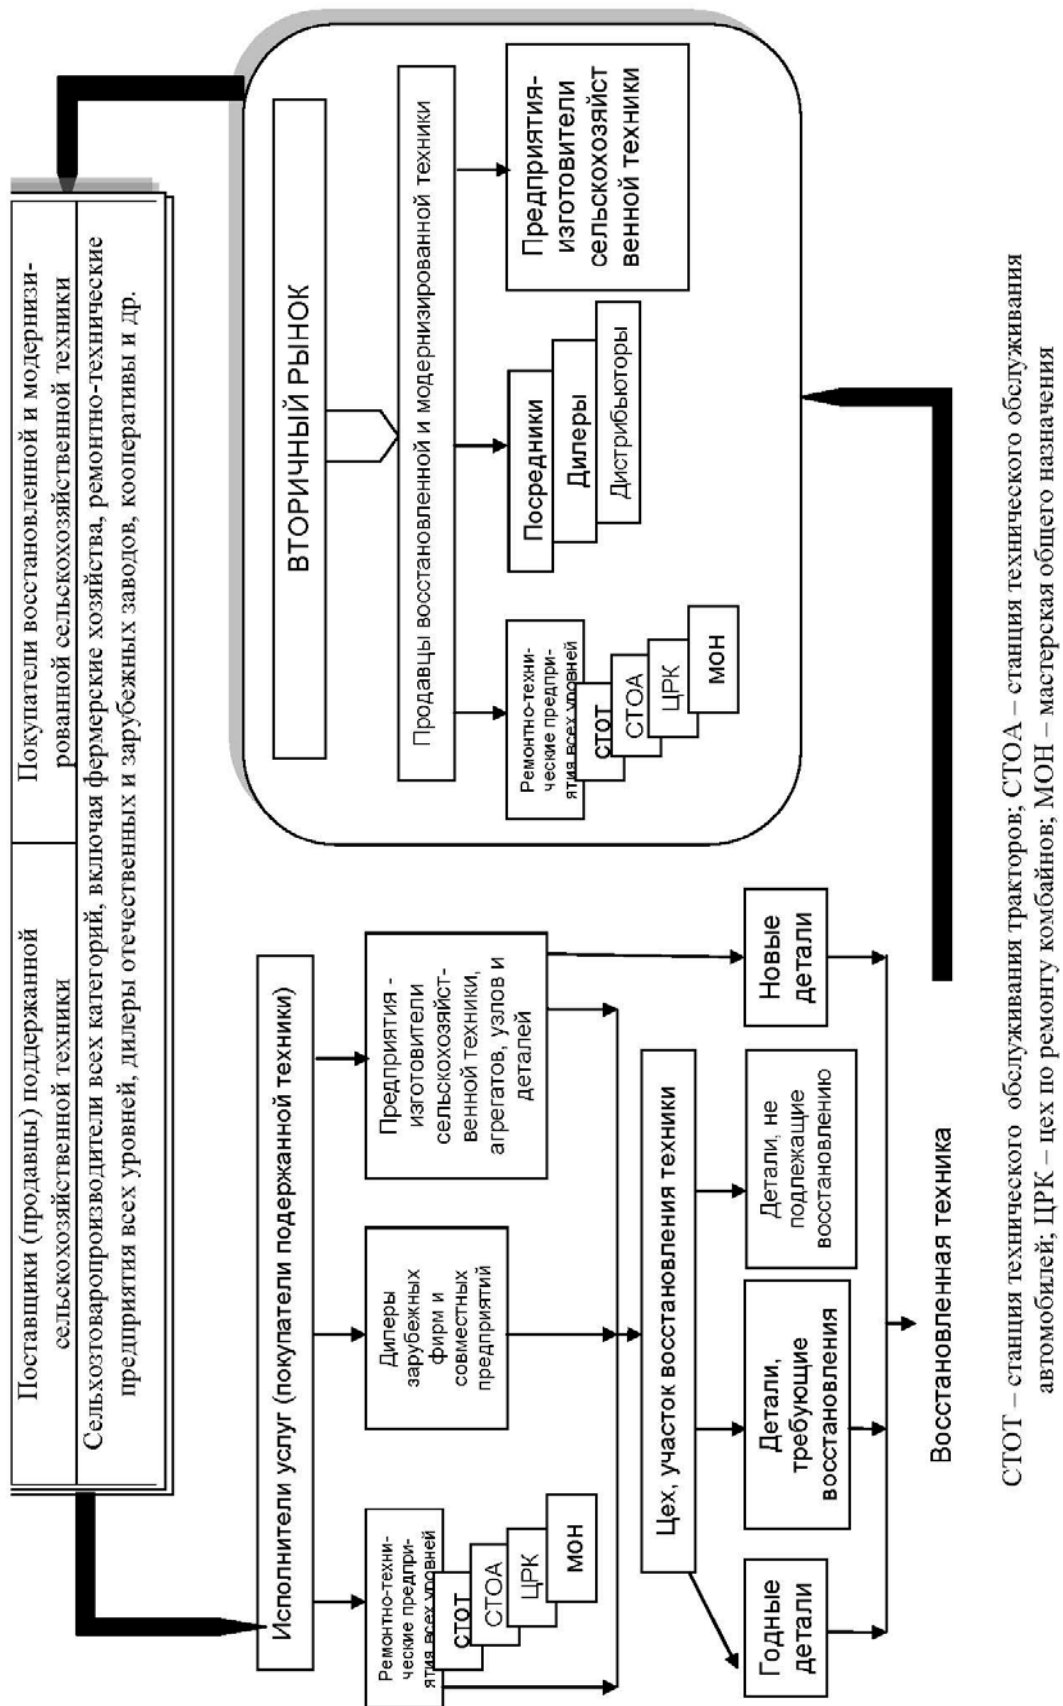 Поставщики (продавцы) поддержанной
сельскохозяйственной техники
Покупатели восстановленной и модернизи-
рованной сельскохозяйственной техники
Сельхозтоваропроизводители всех категорий, включая фермерские хозяйства, ремонтно-технические
предприятия всех уровней, дилеры отечественных и зарубежных заводов, кооперативы и др.
Исполнители услуг (покупатели подержанной техники)
Ремонтно-техни-
ческие предпри-
ятия всех уровней
СТОТ
СТОА
ЦРК
МОН
Дилеры
зарубежных
фирм и
совместных
предприятий
Предприятия -
изготовители
сельскохозяйст-
венной техники,
агрегатов, узлов и
деталей
Цех, участок восстановления техники
Годные
детали
Детали,
требующие
восстановления
Детали, не
подлежащие
восстановлению
Новые
детали
Восстановленная техника
ВТОРИЧНЫЙ РЫНОК
Продавцы восстановленной и модернизированной техники
Ремонтно-техни-
ческие предпри-
ятия всех уровней
СТОТ
СТОА
ЦРК
МОН
Посредники
Дилеры
Дистрибьюторы
Предприятия-
изготовители
сельскохозяйст
венной техники
СТОТ – станция технического обслуживания тракторов; СТОА – станция технического обслуживания
автомобилей; ЦРК – цех по ремонту комбайнов; МОН – мастерская общего назначения